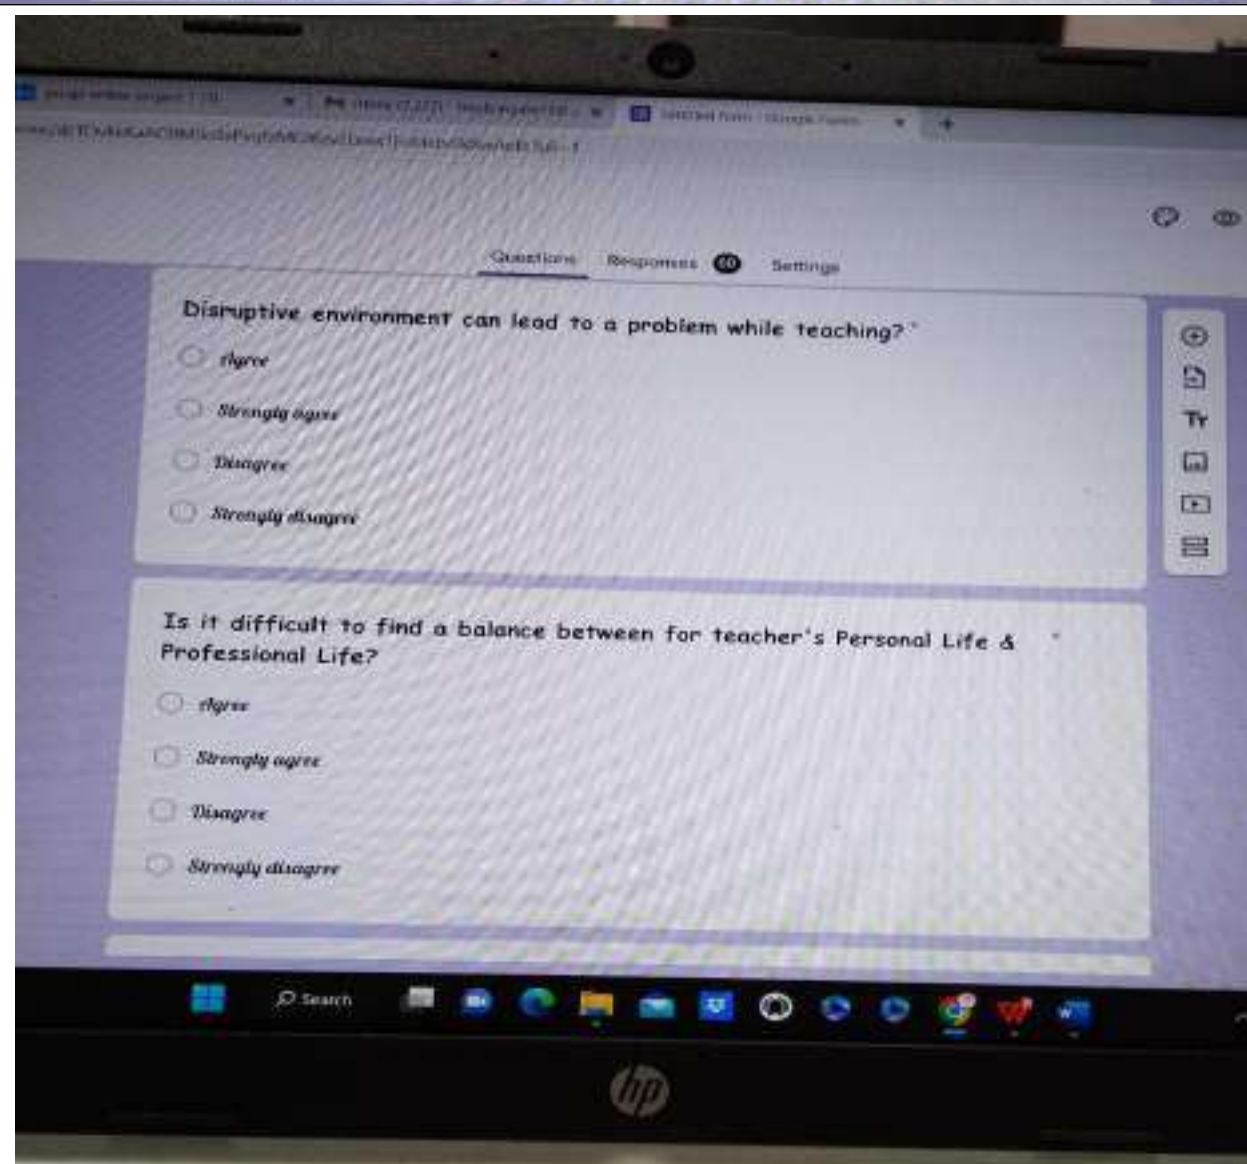 Questions Responses 60 Settings
Disruptive environment can lead to a problem while teaching? *
Agree
Strongly agree
Disagree
Strongly disagree
Is it difficult to find a balance between for teacher's Personal Life & *
Professional Life?
Agree
Strongly agree
Disagree
Strongly disagree
Search
hp